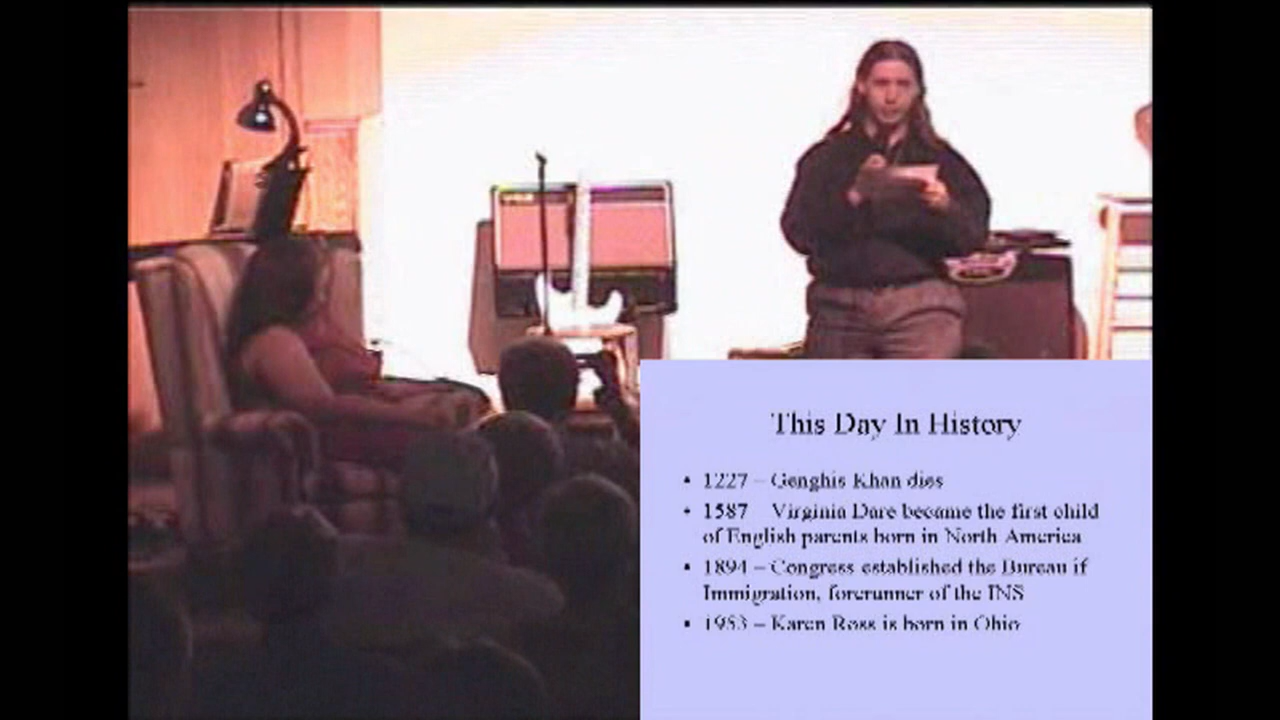 This Day In History
• 1227 – Genghis Khan dies
• 1587 – Virginia Dare became the first child
of English parents born in North America
• 1894 – Congress established the Bureau if
Immigration, forerunner of the INS
• 1953 – Karen Ross is born in Ohio